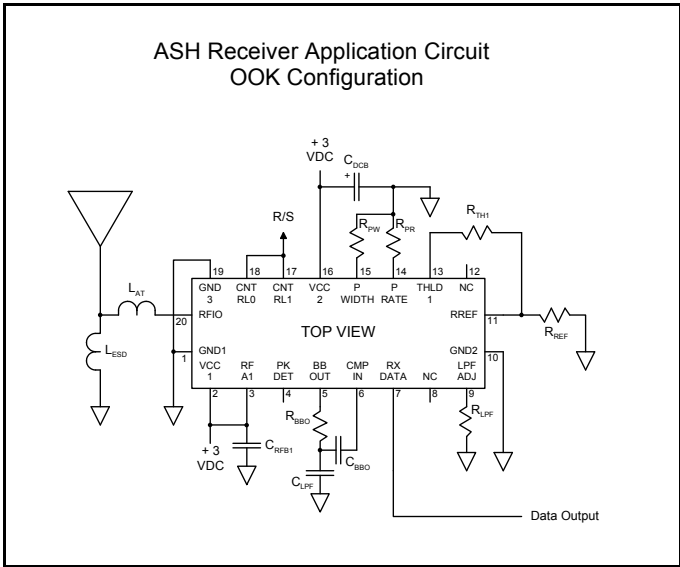 ASH Receiver Application Circuit
OOK Configuration
+ 3
VDC
CDCB
+
R/S
RPW
RPR
RTH1
19
18
17
16
15
14
13
12
GND
3
CNT
RL0
CNT
RL1
VCC
2
P
WIDTH
P
RATE
THLD
1
NC
LAT
20
RFIO
RREF
11
RREF
TOP VIEW
LESD
1
GND1
GND2
10
VCC
1
RF
A1
PK
DET
BB
OUT
CMP
IN
RX
DATA
NC
LPF
ADJ
2
3
4
5
6
7
8
9
RBBO
RLPF
+ 3
VDC
CRFB1
CBBO
CLPF
Data Output